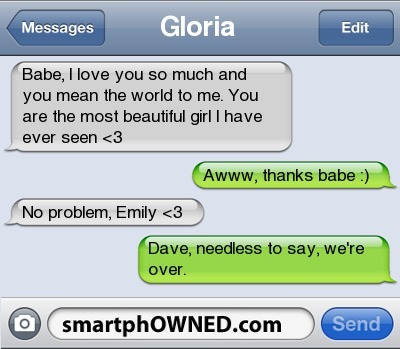 Messages
Gloria
Edit
Babe, I love you so much and
you mean the world to me. You
are the most beautiful girl I have
ever seen <3
Awww, thanks babe :)
No problem, Emily <3
Dave, needless to say, we're
over.
smartphOWNED.com
Send